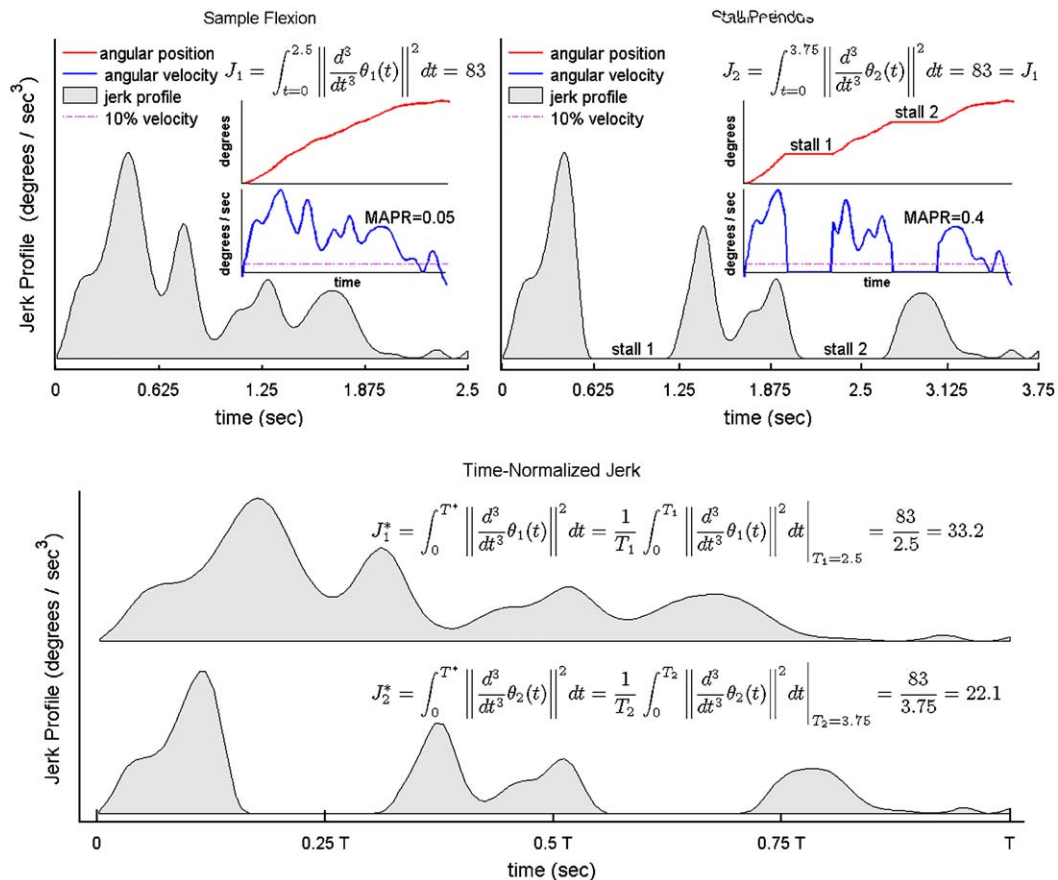 Sample Flexion
angular position
angular velocity
jerk profile
10% velocity
J₁ = ∫_{t=0}^{2.5} ‖ d³/dt³ θ₁(t) ‖² dt = 83
degrees
degrees / sec
MAPR=0.05
time
Jerk Profile (degrees / sec³)
0 0.625 1.25 1.875 2.5
time (sec)
angular position
angular velocity
jerk profile
10% velocity
J₂ = ∫_{t=0}^{3.75} ‖ d³/dt³ θ₂(t) ‖² dt = 83 = J₁
degrees
stall 1
stall 2
degrees / sec
MAPR=0.4
time
stall 1
stall 2
0 0.625 1.25 1.875 2.5 3.125 3.75
time (sec)
Time-Normalized Jerk
J₁* = ∫₀^{T*} ‖ d³/dt³ θ₁(t) ‖² dt = 1/T₁ ∫₀^{T₁} ‖ d³/dt³ θ₁(t) ‖² dt |_{T₁=2.5} = 83/2.5 = 33.2
J₂* = ∫₀^{T*} ‖ d³/dt³ θ₂(t) ‖² dt = 1/T₂ ∫₀^{T₂} ‖ d³/dt³ θ₂(t) ‖² dt |_{T₂=3.75} = 83/3.75 = 22.1
Jerk Profile (degrees / sec³)
0 0.25 T 0.5 T 0.75 T T
time (sec)